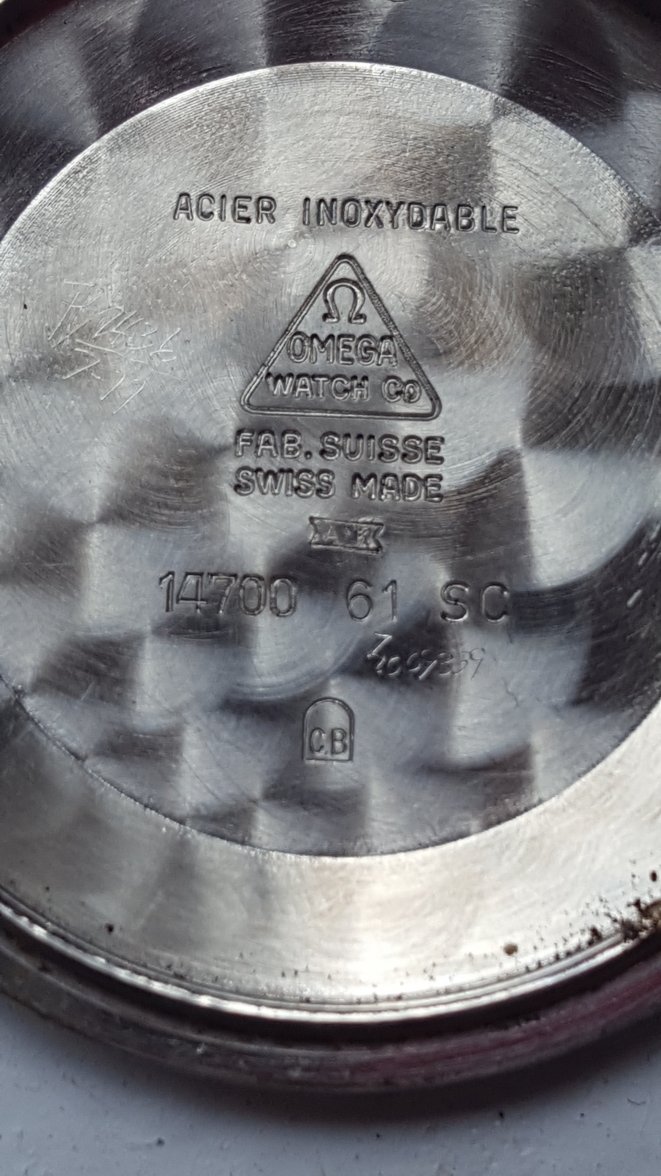 ACIER INOXYDABLE
Ω
OMEGA
WATCH Co
FAB. SUISSE
SWISS MADE
14700 61 SC
CB